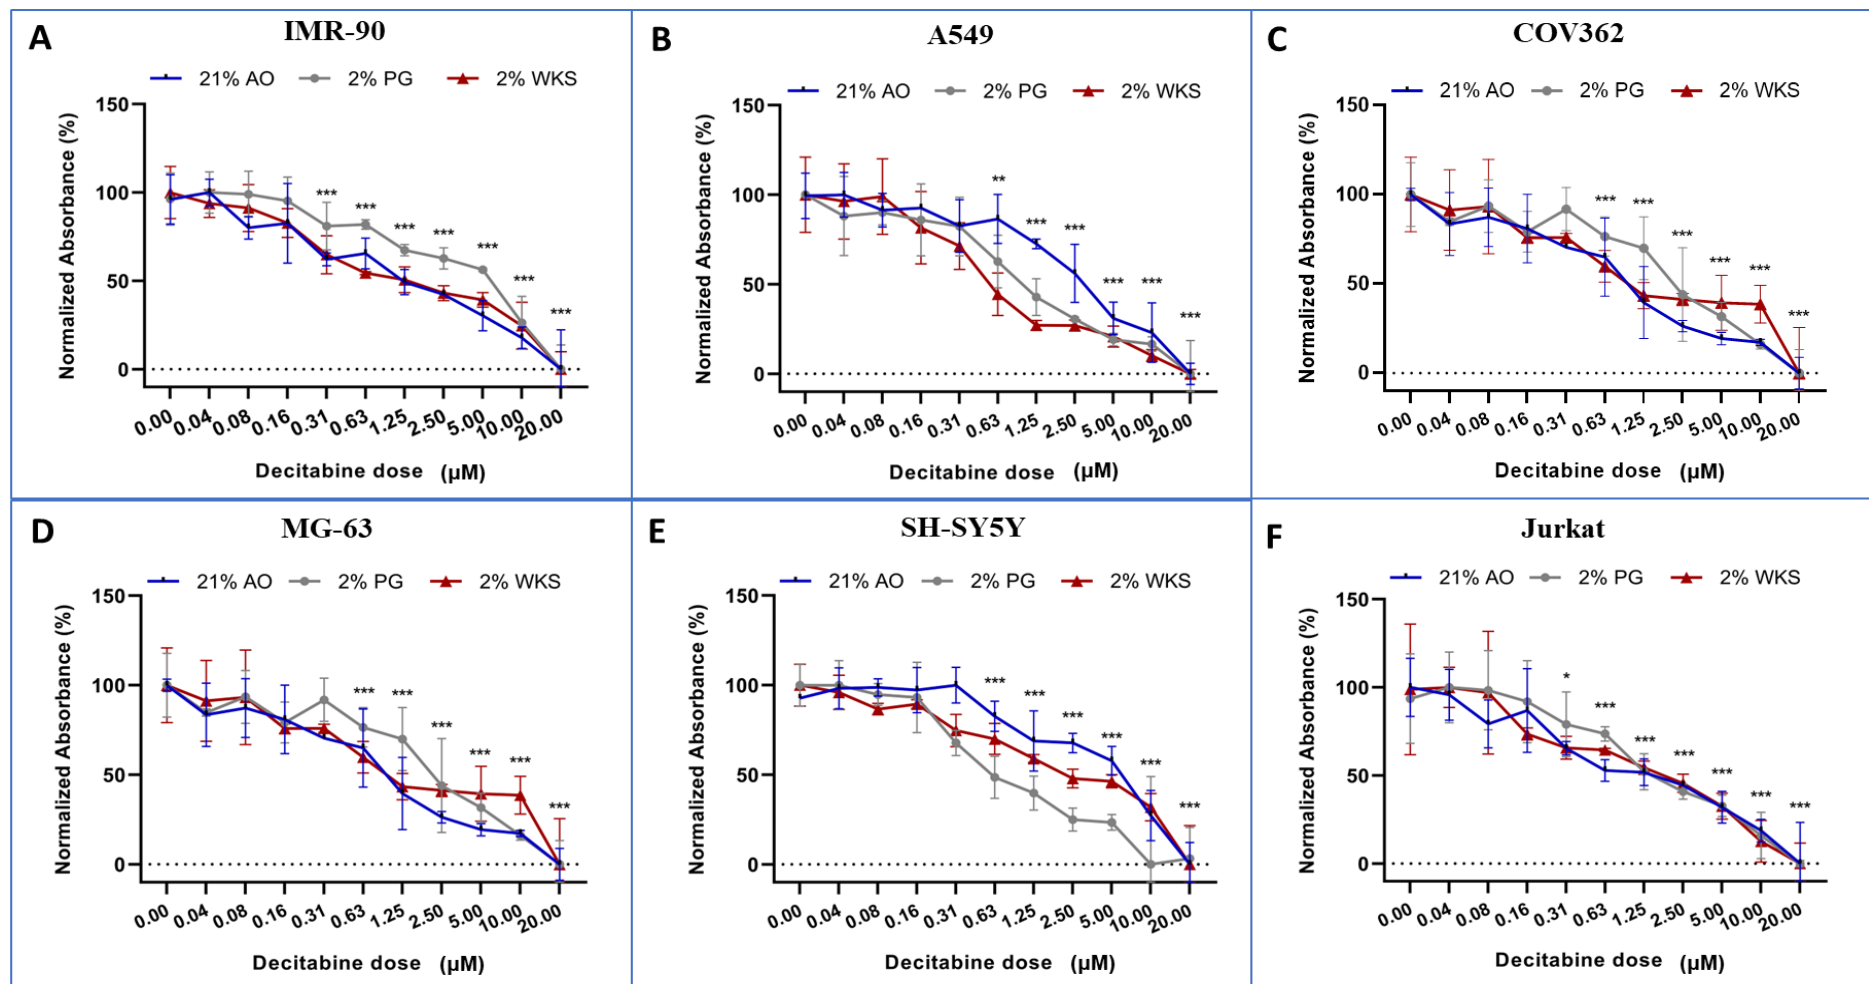 A IMR-90
21% AO 2% PG 2% WKS
Normalized Absorbance (%)
150
100
50
0
*** *** *** *** *** *** ***
0.00 0.04 0.08 0.16 0.31 0.63 1.25 2.50 5.00 10.00 20.00
Decitabine dose (µM)
B A549
21% AO 2% PG 2% WKS
Normalized Absorbance (%)
150
100
50
0
** *** *** *** *** ***
0.00 0.04 0.08 0.16 0.31 0.63 1.25 2.50 5.00 10.00 20.00
Decitabine dose (µM)
C COV362
21% AO 2% PG 2% WKS
Normalized Absorbance (%)
150
100
50
0
*** *** *** *** *** ***
0.00 0.04 0.08 0.16 0.31 0.63 1.25 2.50 5.00 10.00 20.00
Decitabine dose (µM)
D MG-63
21% AO 2% PG 2% WKS
Normalized Absorbance (%)
150
100
50
0
*** *** *** *** *** ***
0.00 0.04 0.08 0.16 0.31 0.63 1.25 2.50 5.00 10.00 20.00
Decitabine dose (µM)
E SH-SY5Y
21% AO 2% PG 2% WKS
Normalized Absorbance (%)
150
100
50
0
*** *** *** *** *** ***
0.00 0.04 0.08 0.16 0.31 0.63 1.25 2.50 5.00 10.00 20.00
Decitabine dose (µM)
F Jurkat
21% AO 2% PG 2% WKS
Normalized Absorbance (%)
150
100
50
0
* *** *** *** *** *** ***
0.00 0.04 0.08 0.16 0.31 0.63 1.25 2.50 5.00 10.00 20.00
Decitabine dose (µM)